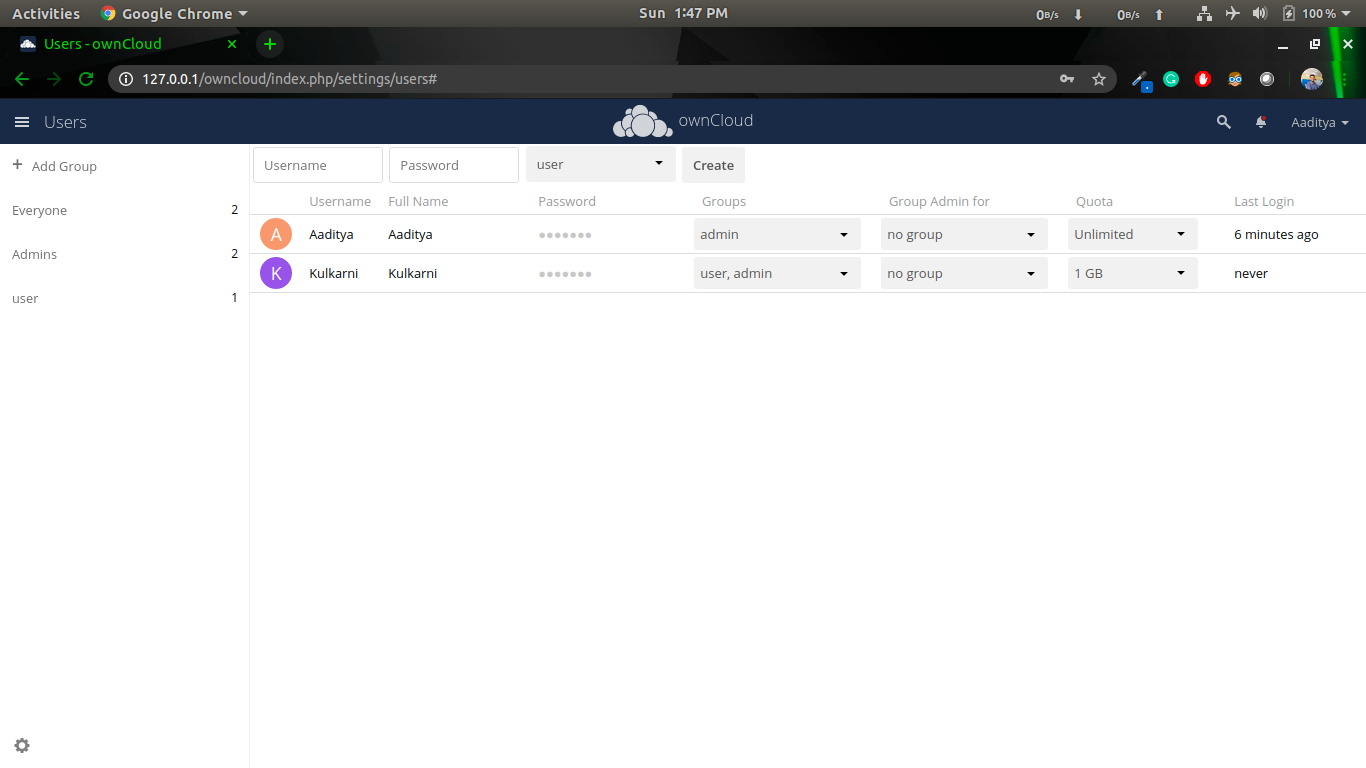 Activities Google Chrome Sun 1:47 PM 0B/s 0B/s 100 %
Users - ownCloud
127.0.0.1/owncloud/index.php/settings/users#
Users ownCloud Aaditya
+ Add Group
Everyone 2
Admins 2
user 1
Username Password user Create
Username Full Name Password Groups Group Admin for Quota Last Login
A Aaditya Aaditya ●●●●●●● admin no group Unlimited 6 minutes ago
K Kulkarni Kulkarni ●●●●●●● user, admin no group 1 GB never